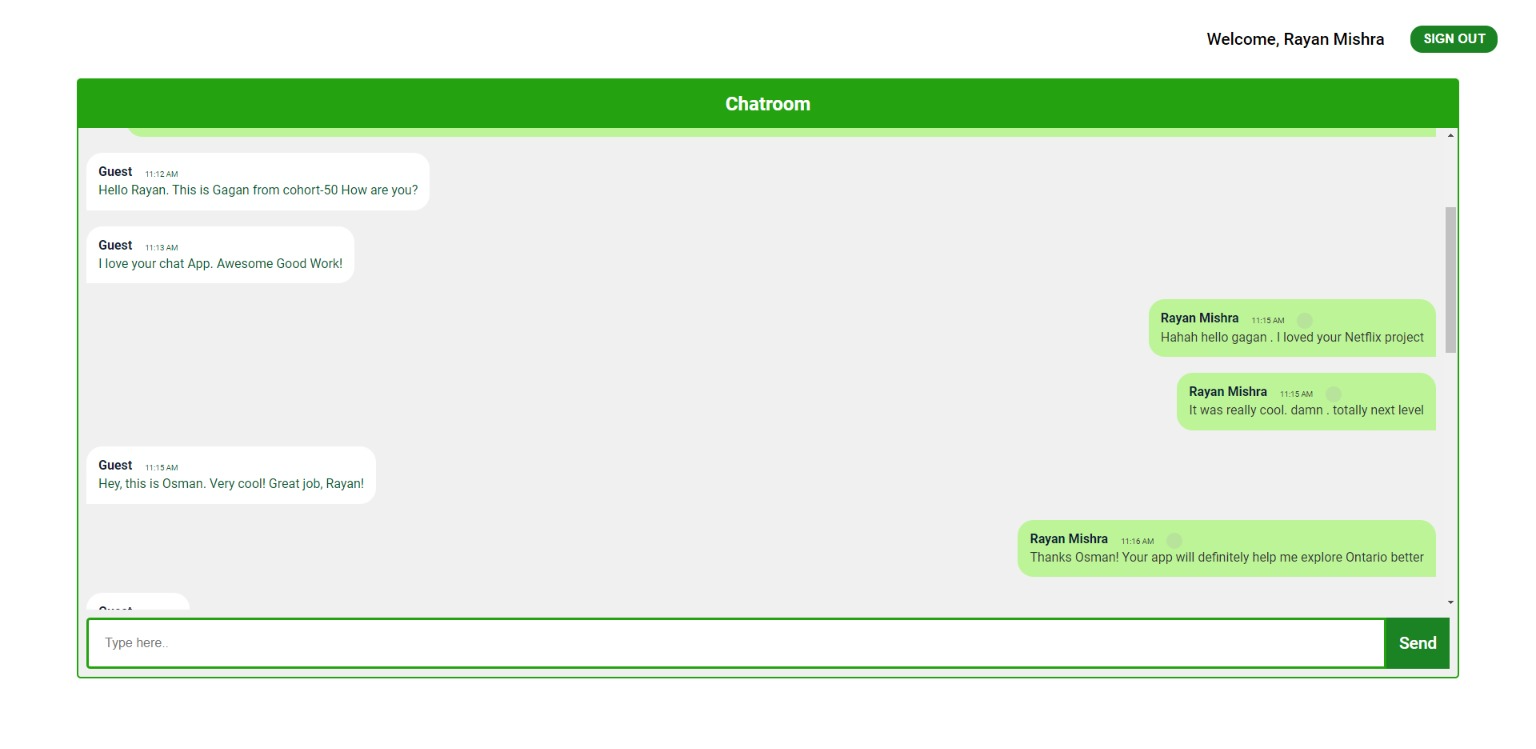 Welcome, Rayan Mishra SIGN OUT
Chatroom
Guest 11:12 AM
Hello Rayan. This is Gagan from cohort-50 How are you?
Guest 11:13 AM
I love your chat App. Awesome Good Work!
Rayan Mishra 11:15 AM
Hahah hello gagan . I loved your Netflix project
Rayan Mishra 11:15 AM
It was really cool. damn . totally next level
Guest 11:15 AM
Hey, this is Osman. Very cool! Great job, Rayan!
Rayan Mishra 11:16 AM
Thanks Osman! Your app will definitely help me explore Ontario better
Guest
Type here..
Send